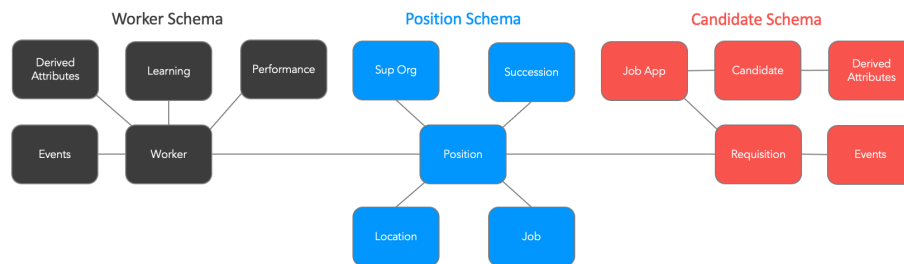 Worker Schema
Position Schema
Candidate Schema
Derived
Attributes
Learning
Performance
Sup Org
Succession
Job App
Candidate
Derived
Attributes
Events
Worker
Position
Requisition
Events
Location
Job